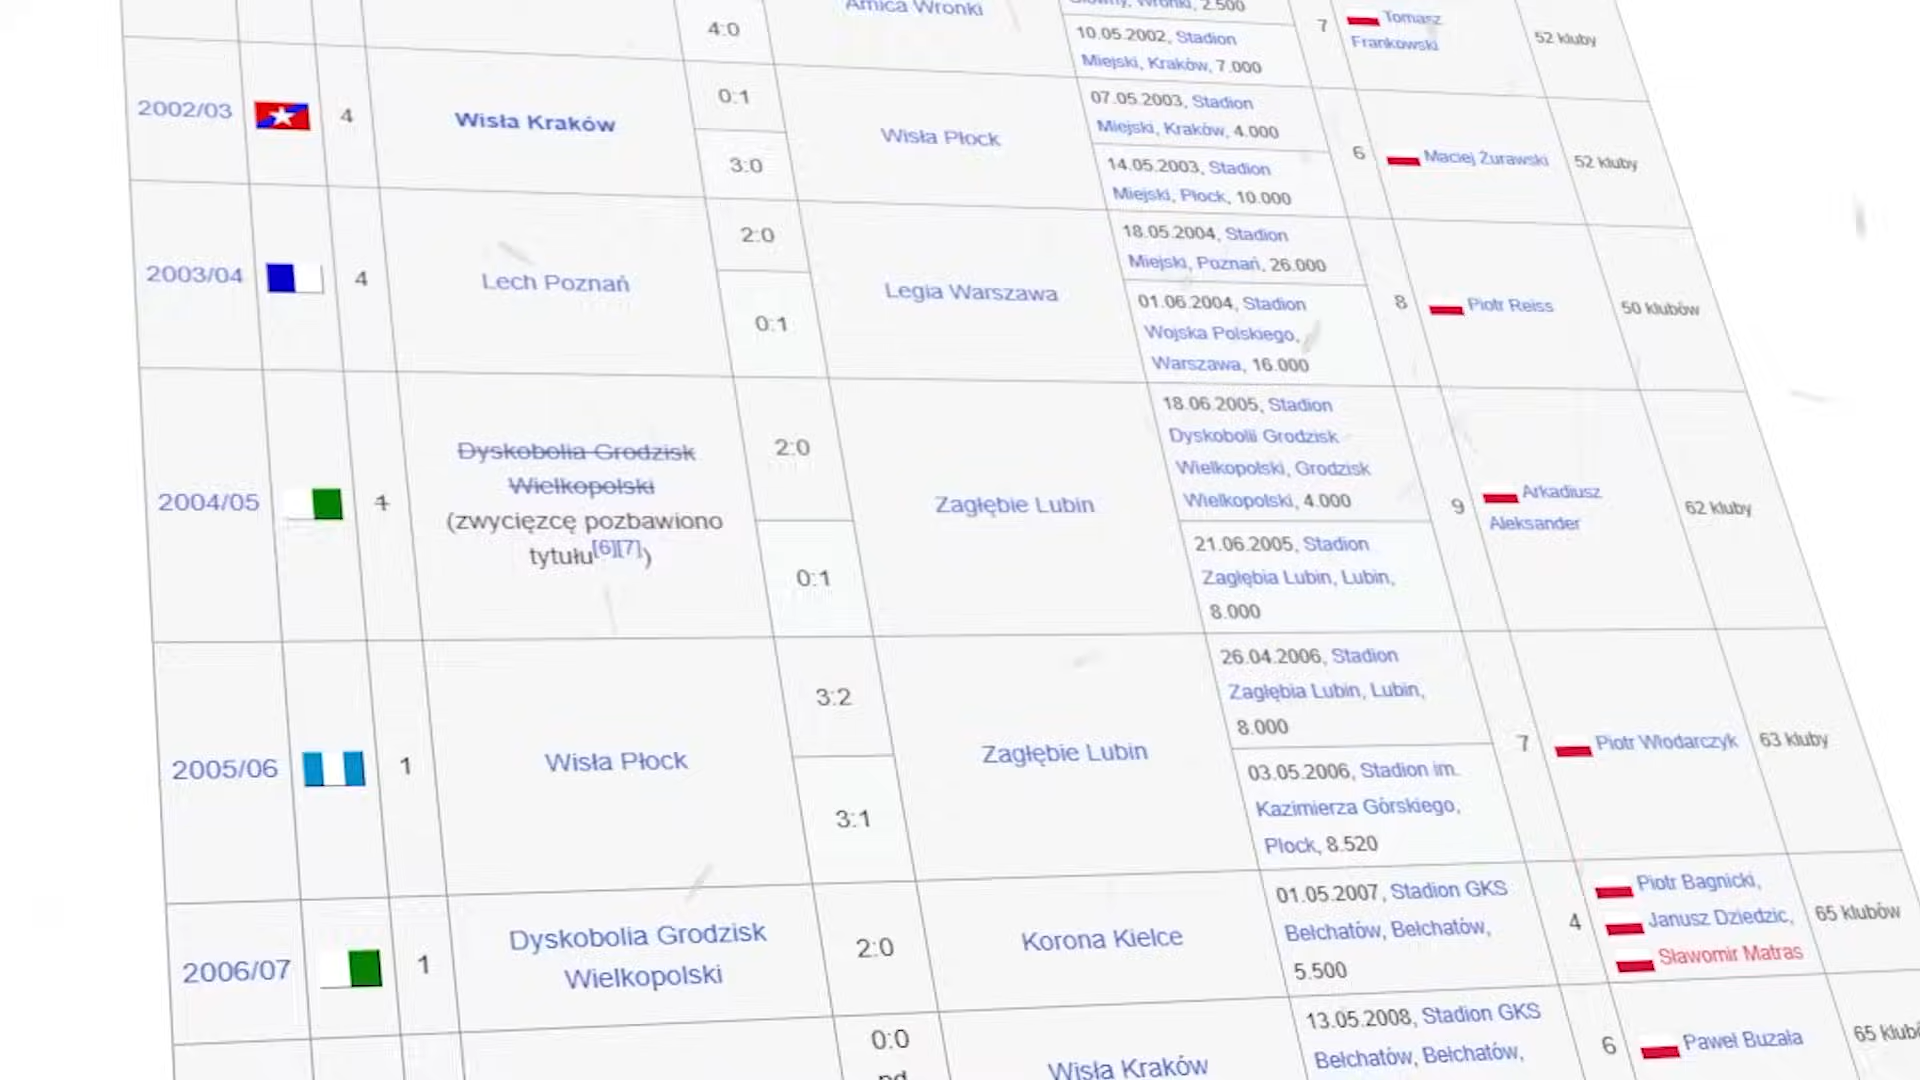 4:0
Amica Wronki
Wronki, 2.500
10.05.2002, Stadion
Miejski, Kraków, 7.000
7
Tomasz
Frankowski
52 kluby
2002/03
4
Wisła Kraków
0:1
3:0
Wisła Płock
07.05.2003, Stadion
Miejski, Kraków, 4.000
14.05.2003, Stadion
Miejski, Płock, 10.000
6
Maciej Żurawski
52 kluby
2003/04
4
Lech Poznań
2:0
0:1
Legia Warszawa
18.05.2004, Stadion
Miejski, Poznań, 26.000
01.06.2004, Stadion
Wojska Polskiego,
Warszawa, 16.000
8
Piotr Reiss
50 klubów
2004/05
1
Dyskobolia Grodzisk
Wielkopolski
(zwycięzcę pozbawiono
tytułu[6][7])
2:0
0:1
Zagłębie Lubin
18.06.2005, Stadion
Dyskobolii Grodzisk
Wielkopolski, Grodzisk
Wielkopolski, 4.000
21.06.2005, Stadion
Zagłębia Lubin, Lubin,
8.000
9
Arkadiusz
Aleksander
62 kluby
2005/06
1
Wisła Płock
3:2
3:1
Zagłębie Lubin
26.04.2006, Stadion
Zagłębia Lubin, Lubin,
8.000
03.05.2006, Stadion im.
Kazimierza Górskiego,
Płock, 8.520
7
Piotr Włodarczyk
63 kluby
2006/07
1
Dyskobolia Grodzisk
Wielkopolski
2:0
Korona Kielce
01.05.2007, Stadion GKS
Bełchatów, Bełchatów,
5.500
4
Piotr Bagnicki,
Janusz Dziedzic,
Sławomir Matras
65 klubów
0:0
pd
Wisła Kraków
13.05.2008, Stadion GKS
Bełchatów, Bełchatów,
6
Paweł Buzała
65 klubó